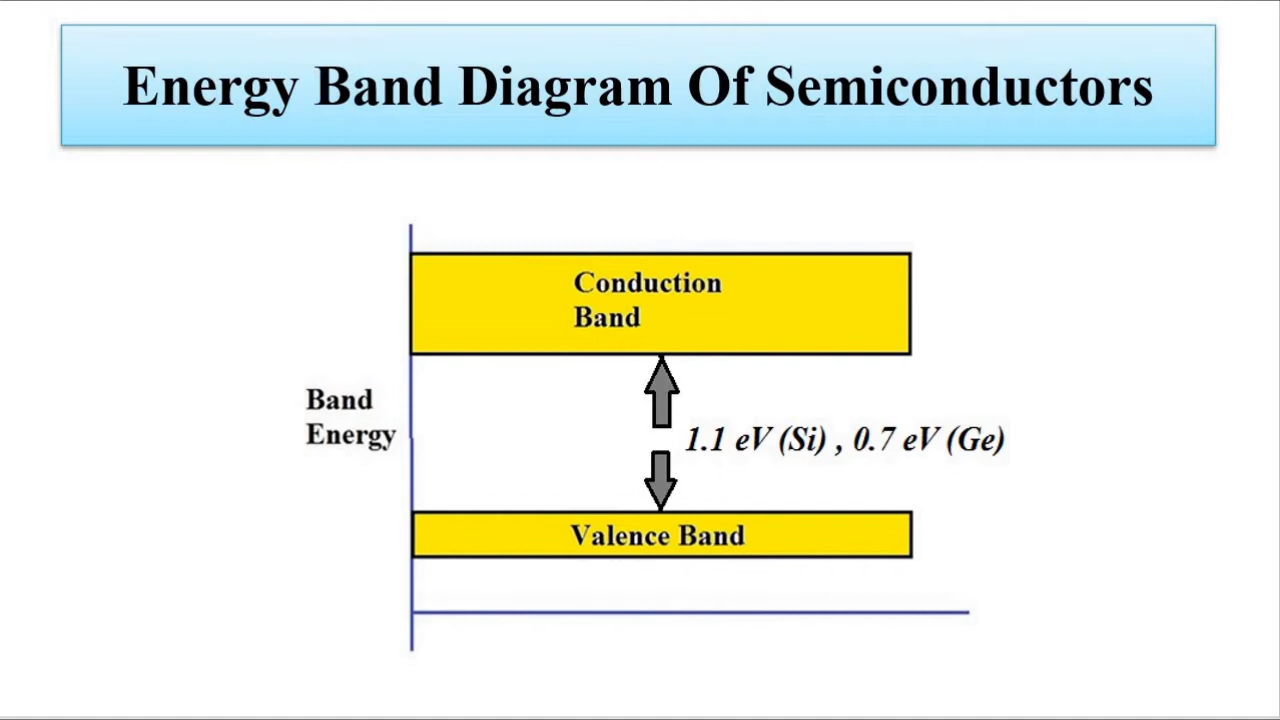 Energy Band Diagram Of Semiconductors
Conduction
Band
Band
Energy
1.1 eV (Si) , 0.7 eV (Ge)
Valence Band